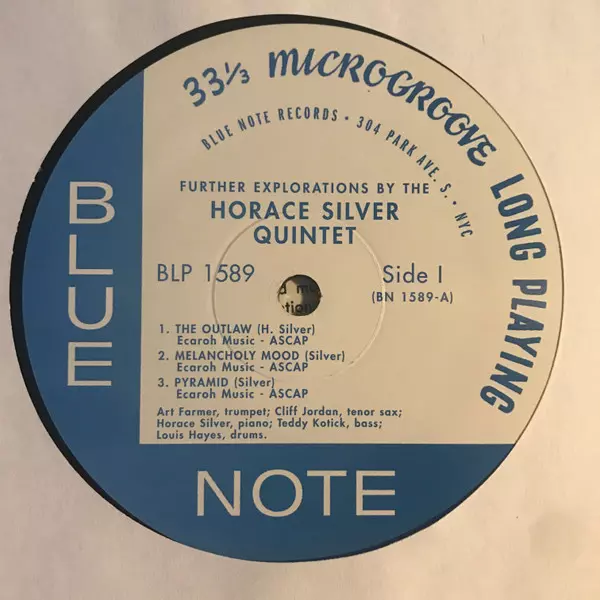 33⅓ MICROGROOVE LONG PLAYING
BLUE NOTE RECORDS • 304 PARK AVE. S. • NYC
FURTHER EXPLORATIONS BY THE
HORACE SILVER
QUINTET
BLP 1589
Side I
(BN 1589-A)
1. THE OUTLAW (H. Silver)
Ecaroh Music - ASCAP
2. MELANCHOLY MOOD (Silver)
Ecaroh Music - ASCAP
3. PYRAMID (Silver)
Ecaroh Music - ASCAP
Art Farmer, trumpet; Cliff Jordan, tenor sax;
Horace Silver, piano; Teddy Kotick, bass;
Louis Hayes, drums.
BLUE
NOTE